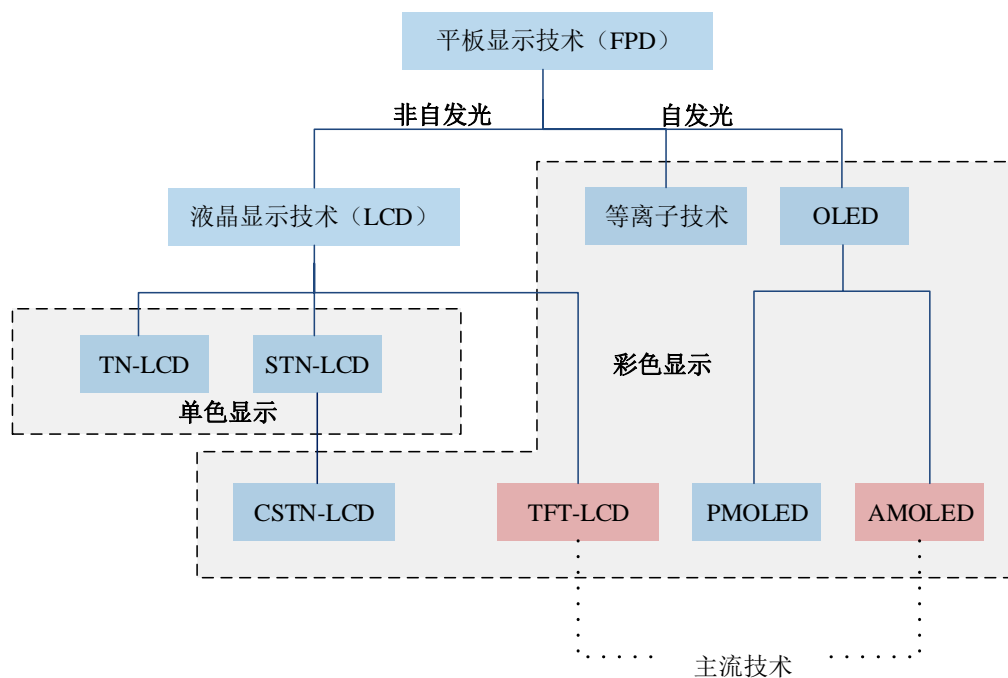 平板显示技术（FPD）
非自发光
自发光
液晶显示技术（LCD）
等离子技术
OLED
TN-LCD
STN-LCD
彩色显示
单色显示
CSTN-LCD
TFT-LCD
PMOLED
AMOLED
主流技术